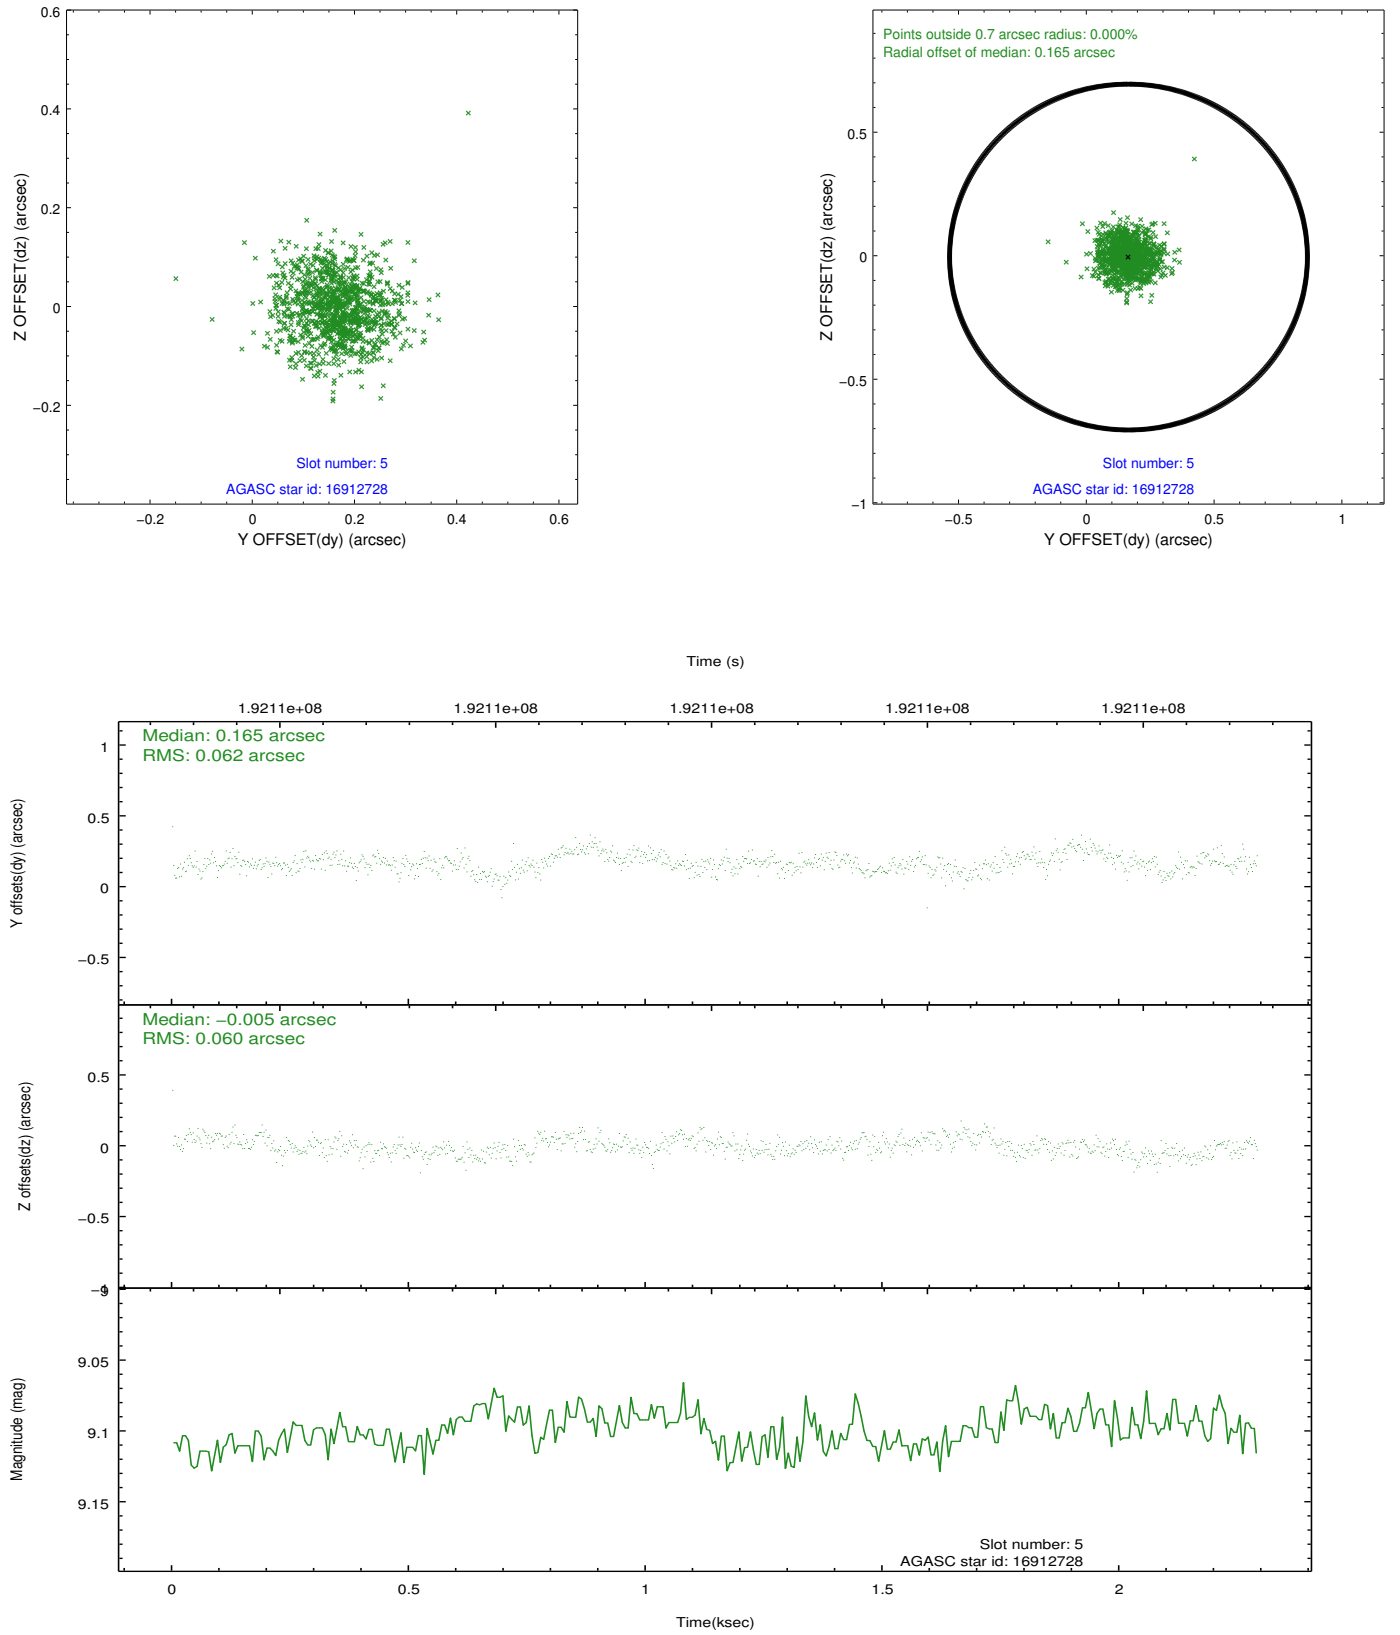 0.6
0.4
0.2
0
−0.2
Z OFFSET(dz) (arcsec)
−0.2 0 0.2 0.4 0.6
Y OFFSET(dy) (arcsec)
Slot number: 5
AGASC star id: 16912728
Points outside 0.7 arcsec radius: 0.000%
Radial offset of median: 0.165 arcsec
0.5
0
−0.5
−1
Z OFFSET(dz) (arcsec)
Slot number: 5
AGASC star id: 16912728
−0.5 0 0.5 1
Y OFFSET(dy) (arcsec)
Time (s)
1.9211e+08 1.9211e+08 1.9211e+08 1.9211e+08 1.9211e+08
Median: 0.165 arcsec
RMS: 0.062 arcsec
1
0.5
0
−0.5
Y offsets(dy) (arcsec)
Median: −0.005 arcsec
RMS: 0.060 arcsec
0.5
0
−0.5
−1
Z offsets(dz) (arcsec)
9
9.05
9.1
9.15
Magnitude (mag)
Slot number: 5
AGASC star id: 16912728
0 0.5 1 1.5 2
Time(ksec)